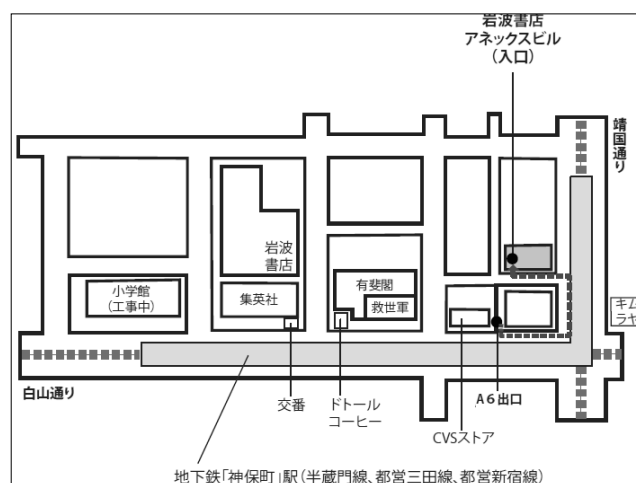 岩波書店
アネックスビル
(入口)
靖国通り
岩波
書店
小学館
(工事中)
集英社
有斐閣
救世軍
キム
ラヤ
白山通り
交番
ドトール
コーヒー
A6出口
CVSストア
地下鉄「神保町」駅(半蔵門線、都営三田線、都営新宿線)